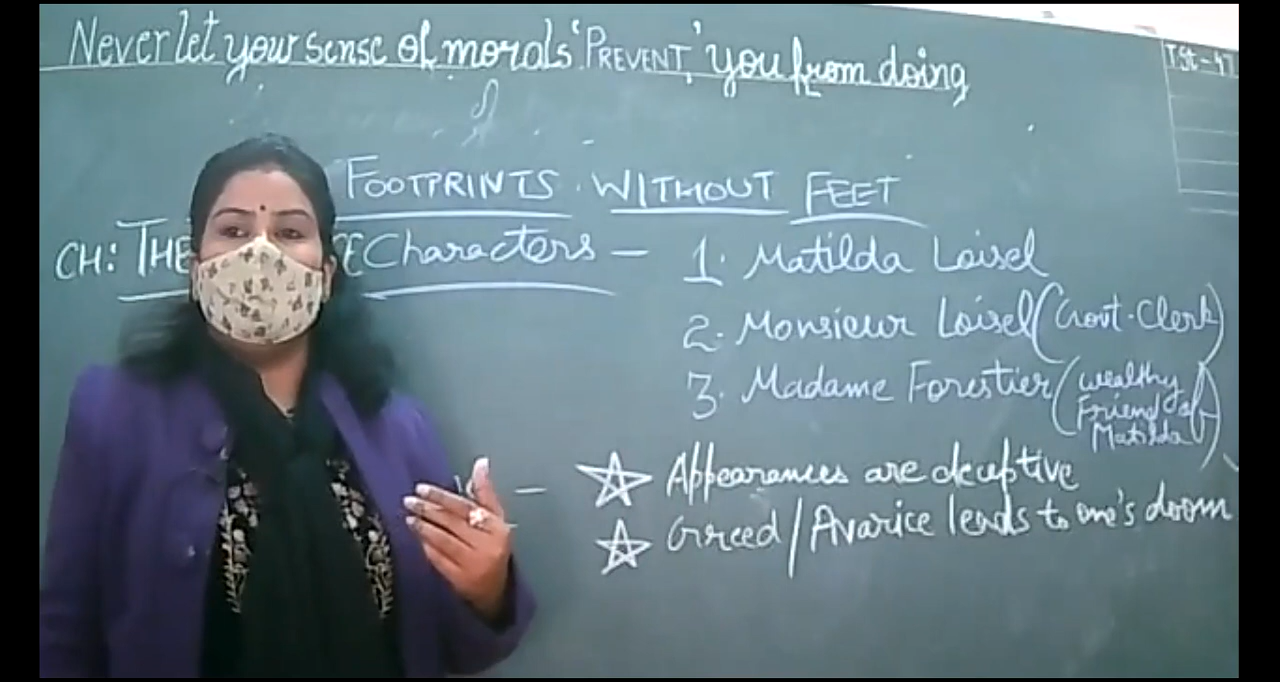 Never let your sense of morals 'PREVENT' you from doing
TSt-47
FOOTPRINTS WITHOUT FEET
CH: THE
Characters - 1. Matilda Loisel
2. Monsieur Loisel (Govt. Clerk)
3. Madame Forestier (wealthy
Friend of
Matilda)
- ☆ Appearances are deceptive
☆ Greed / Avarice leads to one's doom